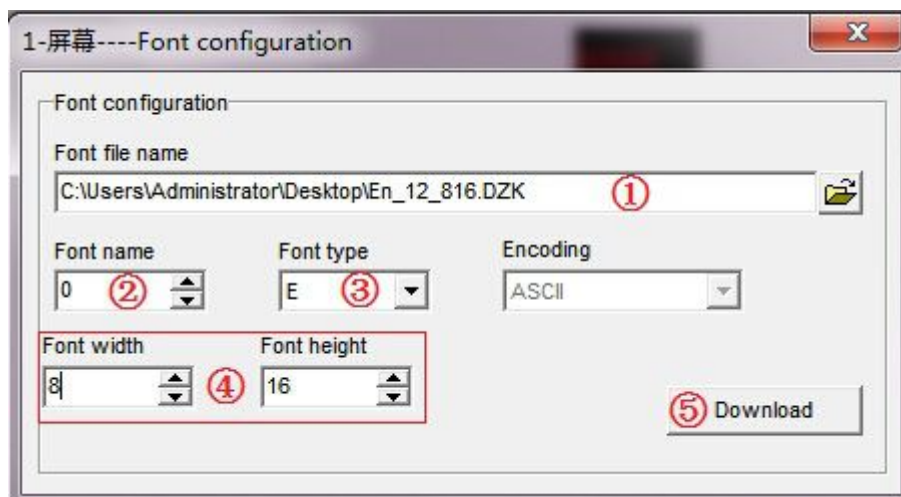 1-屏幕----Font configuration
Font configuration
Font file name
C:\Users\Administrator\Desktop\En_12_816.DZK ①
Font name Font type Encoding
0 ② E ③ ASCII
Font width Font height
8 ④ 16
⑤ Download